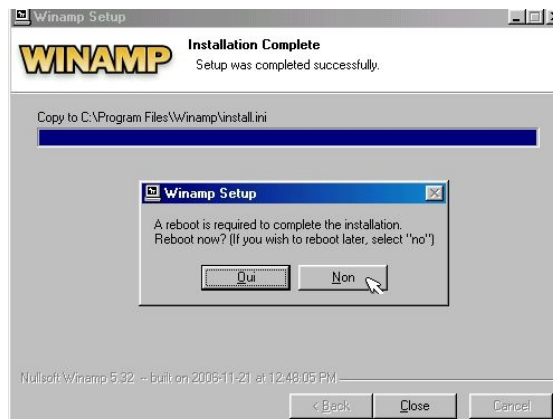 Winamp Setup
WINAMP
Installation Complete
Setup was completed successfully.
Copy to C:\Program Files\Winamp\install.ini
Winamp Setup
A reboot is required to complete the installation.
Reboot now? (If you wish to reboot later, select "no")
Oui
Non
Nullsoft Winamp 5.32 -- built on 2006-11-21 at 12:48:05 PM
< Back
Close
Cancel